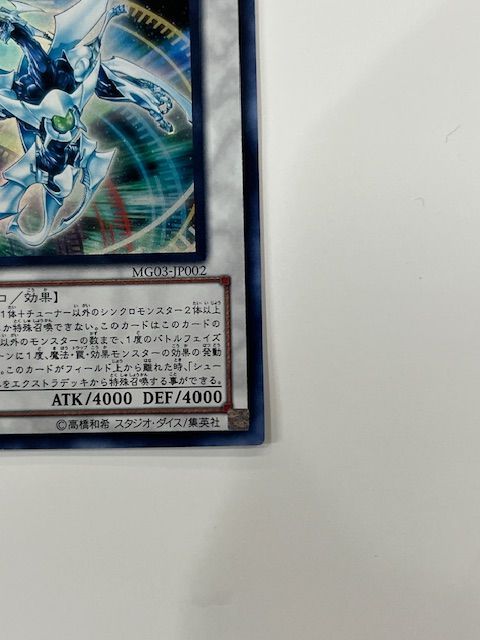 MG03-JP002
ロ／効果】
1体＋チューナー以外のシンクロモンスター2体以上
か特殊召喚できない。このカードはこのカードの
以外のモンスターの数まで、1度のバトルフェイズ
ーンに1度、魔法・罠・効果モンスターの効果の発動
。このカードがフィールド上から離れた時、「シュー
をエクストラデッキから特殊召喚する事ができる。
ATK/4000 DEF/4000
©高橋和希 スタジオ・ダイス/集英社